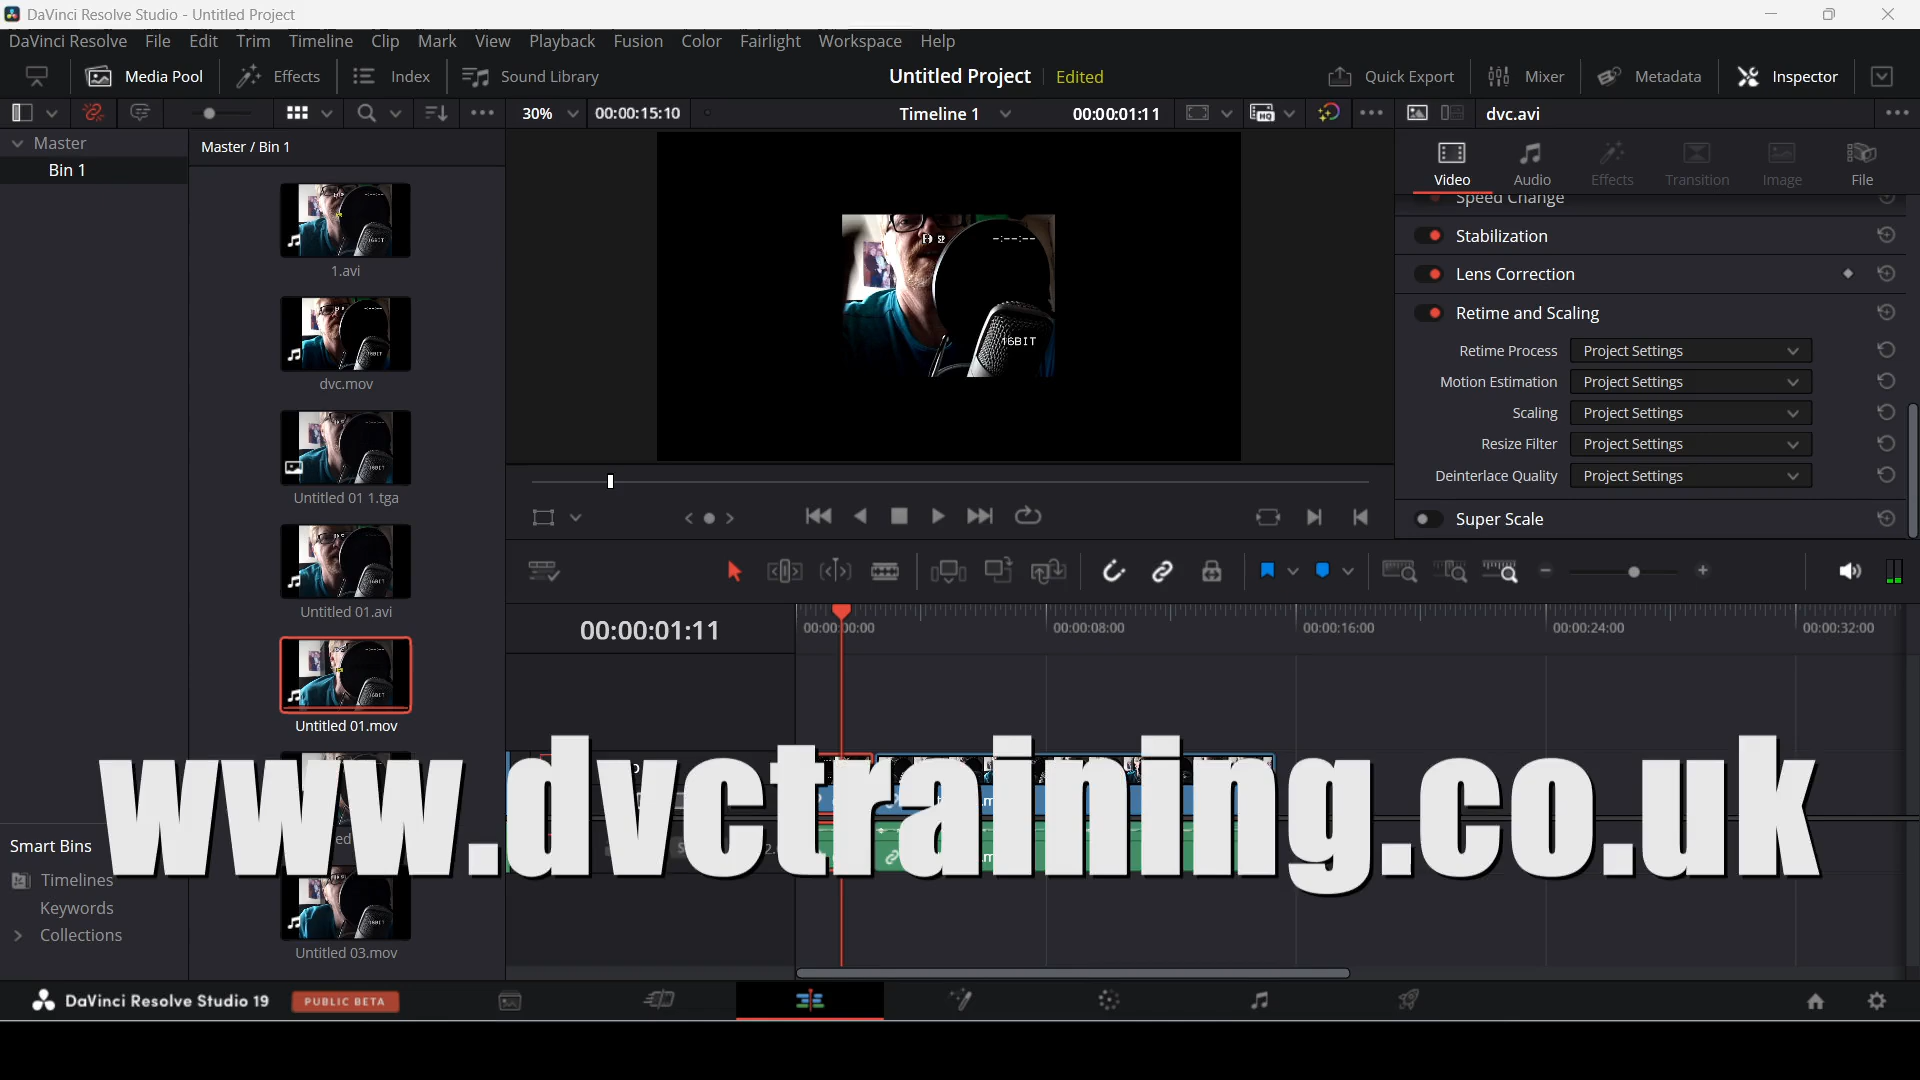 DaVinci Resolve Studio - Untitled Project
DaVinci Resolve File Edit Trim Timeline Clip Mark View Playback Fusion Color Fairlight Workspace Help
Media Pool Effects Index Sound Library Untitled Project Edited Quick Export Mixer Metadata Inspector
30% 00:00:15:10 Timeline 1 00:00:01:11 dvc.avi
Master
Bin 1
Master / Bin 1
1.avi
dvc.mov
Untitled 01 1.tga
Untitled 01.avi
Untitled 01.mov
Untitled 03.mov
SP --:--:--
16BIT
Video Audio Effects Transition Image File
Speed Change
Stabilization
Lens Correction
Retime and Scaling
Retime Process Project Settings
Motion Estimation Project Settings
Scaling Project Settings
Resize Filter Project Settings
Deinterlace Quality Project Settings
Super Scale
00:00:01:11
00:00:00:00 00:00:08:00 00:00:16:00 00:00:24:00 00:00:32:00
www.dvctraining.co.uk
Smart Bins
Timelines
Keywords
Collections
DaVinci Resolve Studio 19 PUBLIC BETA